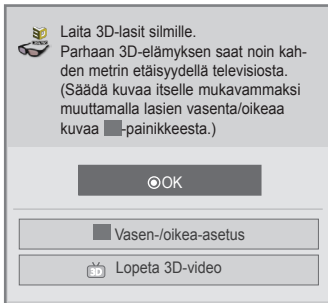 Laita 3D-lasit silmille.
Parhaan 3D-elämyksen saat noin kah-
den metrin etäisyydellä televisiosta.
(Säädä kuvaa itselle mukavammaksi
muuttamalla lasien vasenta/oikeaa
kuvaa -painikkeesta.)
OK
Vasen-/oikea-asetus
3D Lopeta 3D-video